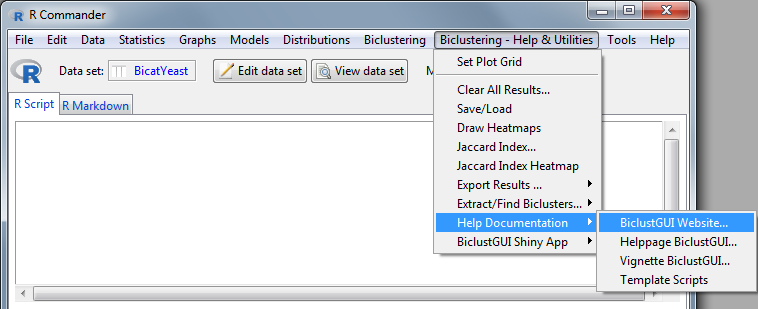 R R Commander
File Edit Data Statistics Graphs Models Distributions Biclustering Biclustering - Help & Utilities Tools Help
R Data set: BicatYeast Edit data set View data set M
R Script R Markdown
Set Plot Grid
Clear All Results...
Save/Load
Draw Heatmaps
Jaccard Index...
Jaccard Index Heatmap
Export Results ...
Extract/Find Biclusters...
Help Documentation
BiclustGUI Shiny App
BiclustGUI Website...
Helppage BiclustGUI...
Vignette BiclustGUI...
Template Scripts